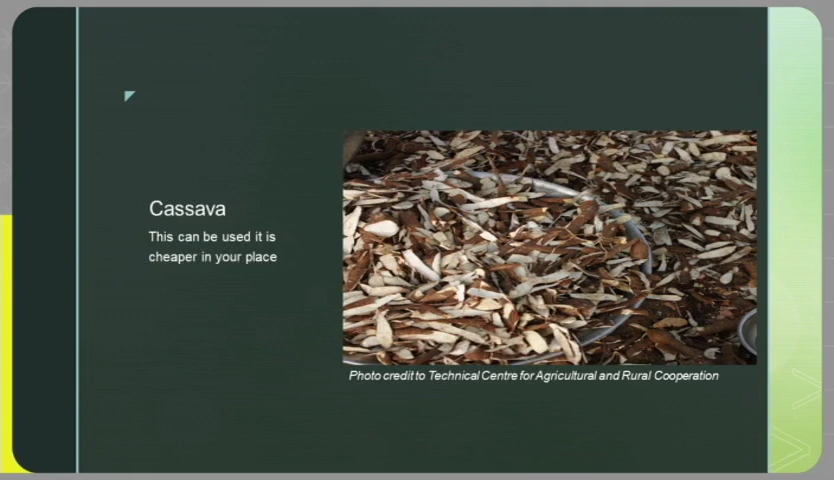 Cassava
This can be used it is
cheaper in your place
Photo credit to Technical Centre for Agricultural and Rural Cooperation